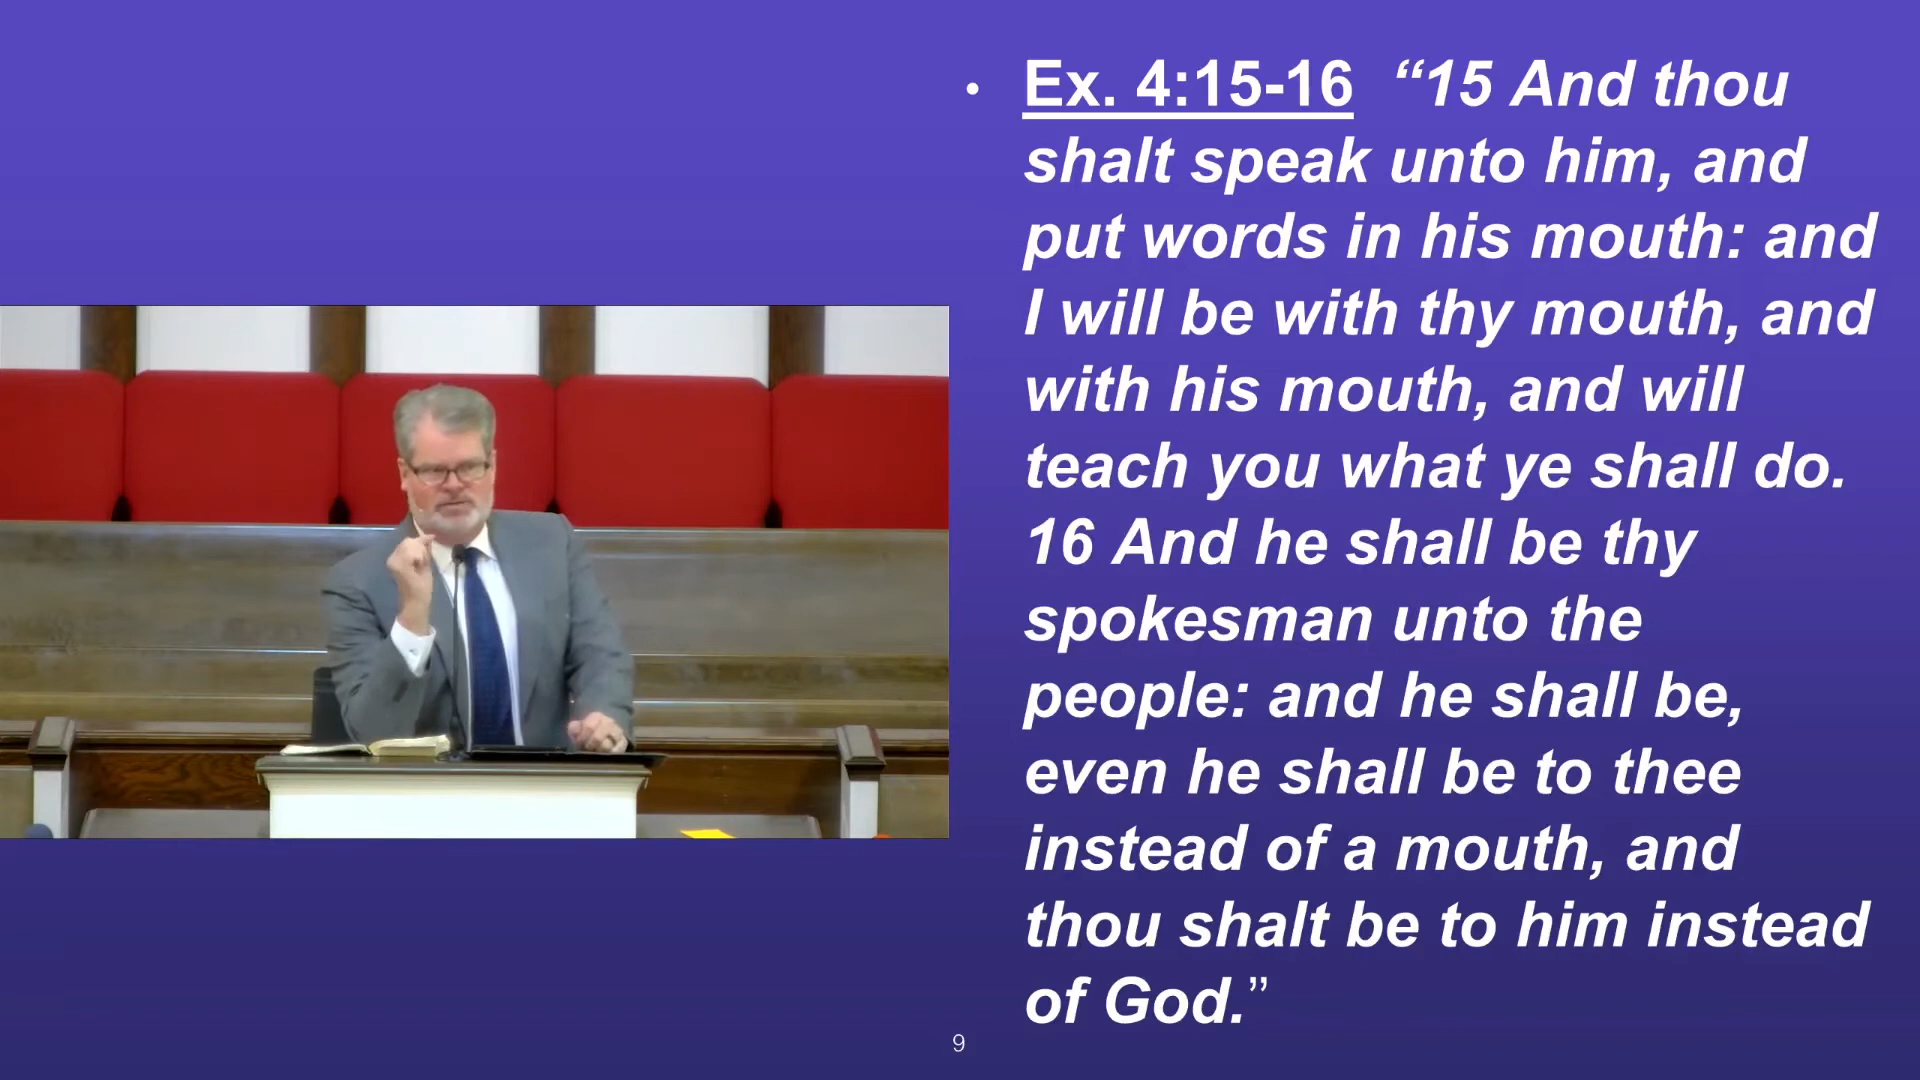 • Ex. 4:15-16 “15 And thou
shalt speak unto him, and
put words in his mouth: and
I will be with thy mouth, and
with his mouth, and will
teach you what ye shall do.
16 And he shall be thy
spokesman unto the
people: and he shall be,
even he shall be to thee
instead of a mouth, and
thou shalt be to him instead
of God.”
9